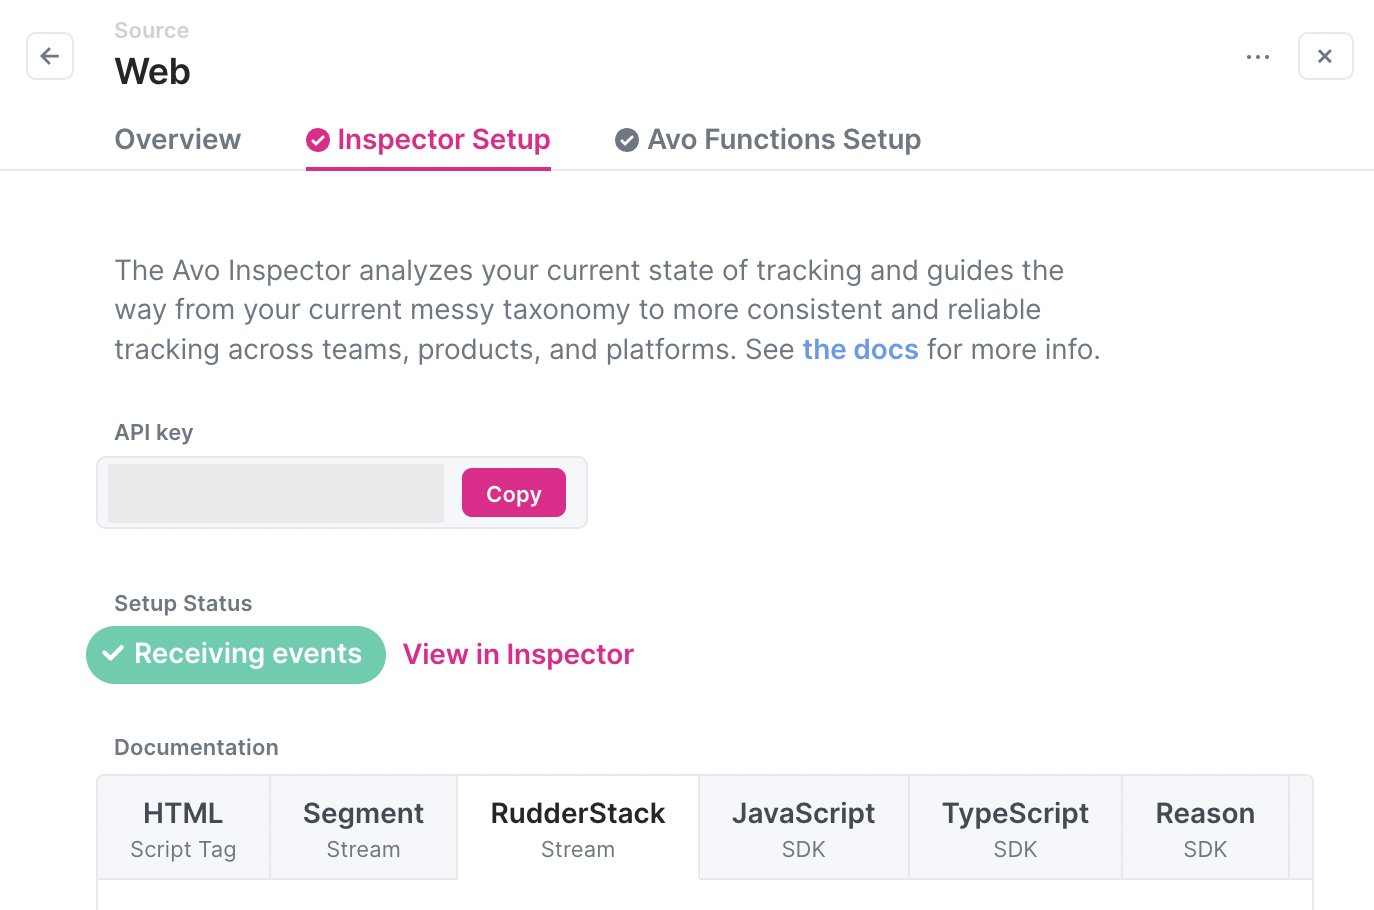 Source
Web
Overview
Inspector Setup
Avo Functions Setup
The Avo Inspector analyzes your current state of tracking and guides the
way from your current messy taxonomy to more consistent and reliable
tracking across teams, products, and platforms. See the docs for more info.
API key
Copy
Setup Status
Receiving events
View in Inspector
Documentation
HTML
Script Tag
Segment
Stream
RudderStack
Stream
JavaScript
SDK
TypeScript
SDK
Reason
SDK